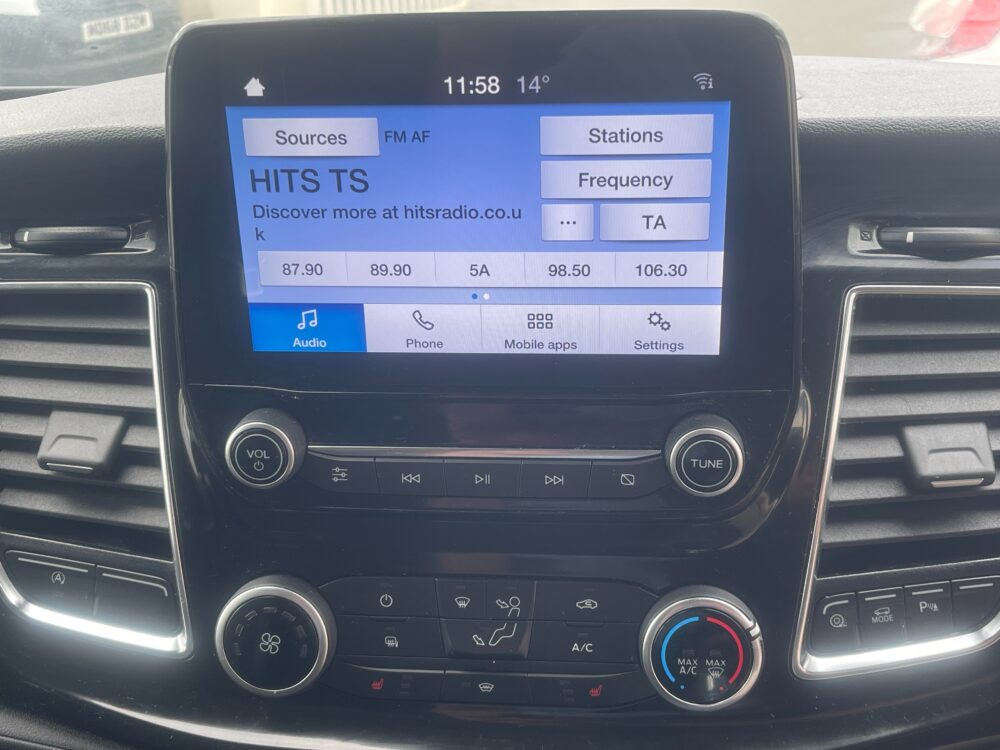 11:58 14°
Sources FM AF Stations
HITS TS Frequency
Discover more at hitsradio.co.u
k
... TA
87.90 89.90 5A 98.50 106.30
Audio Phone Mobile apps Settings
VOL TUNE
A/C
MAX A/C MAX
MODE P
A